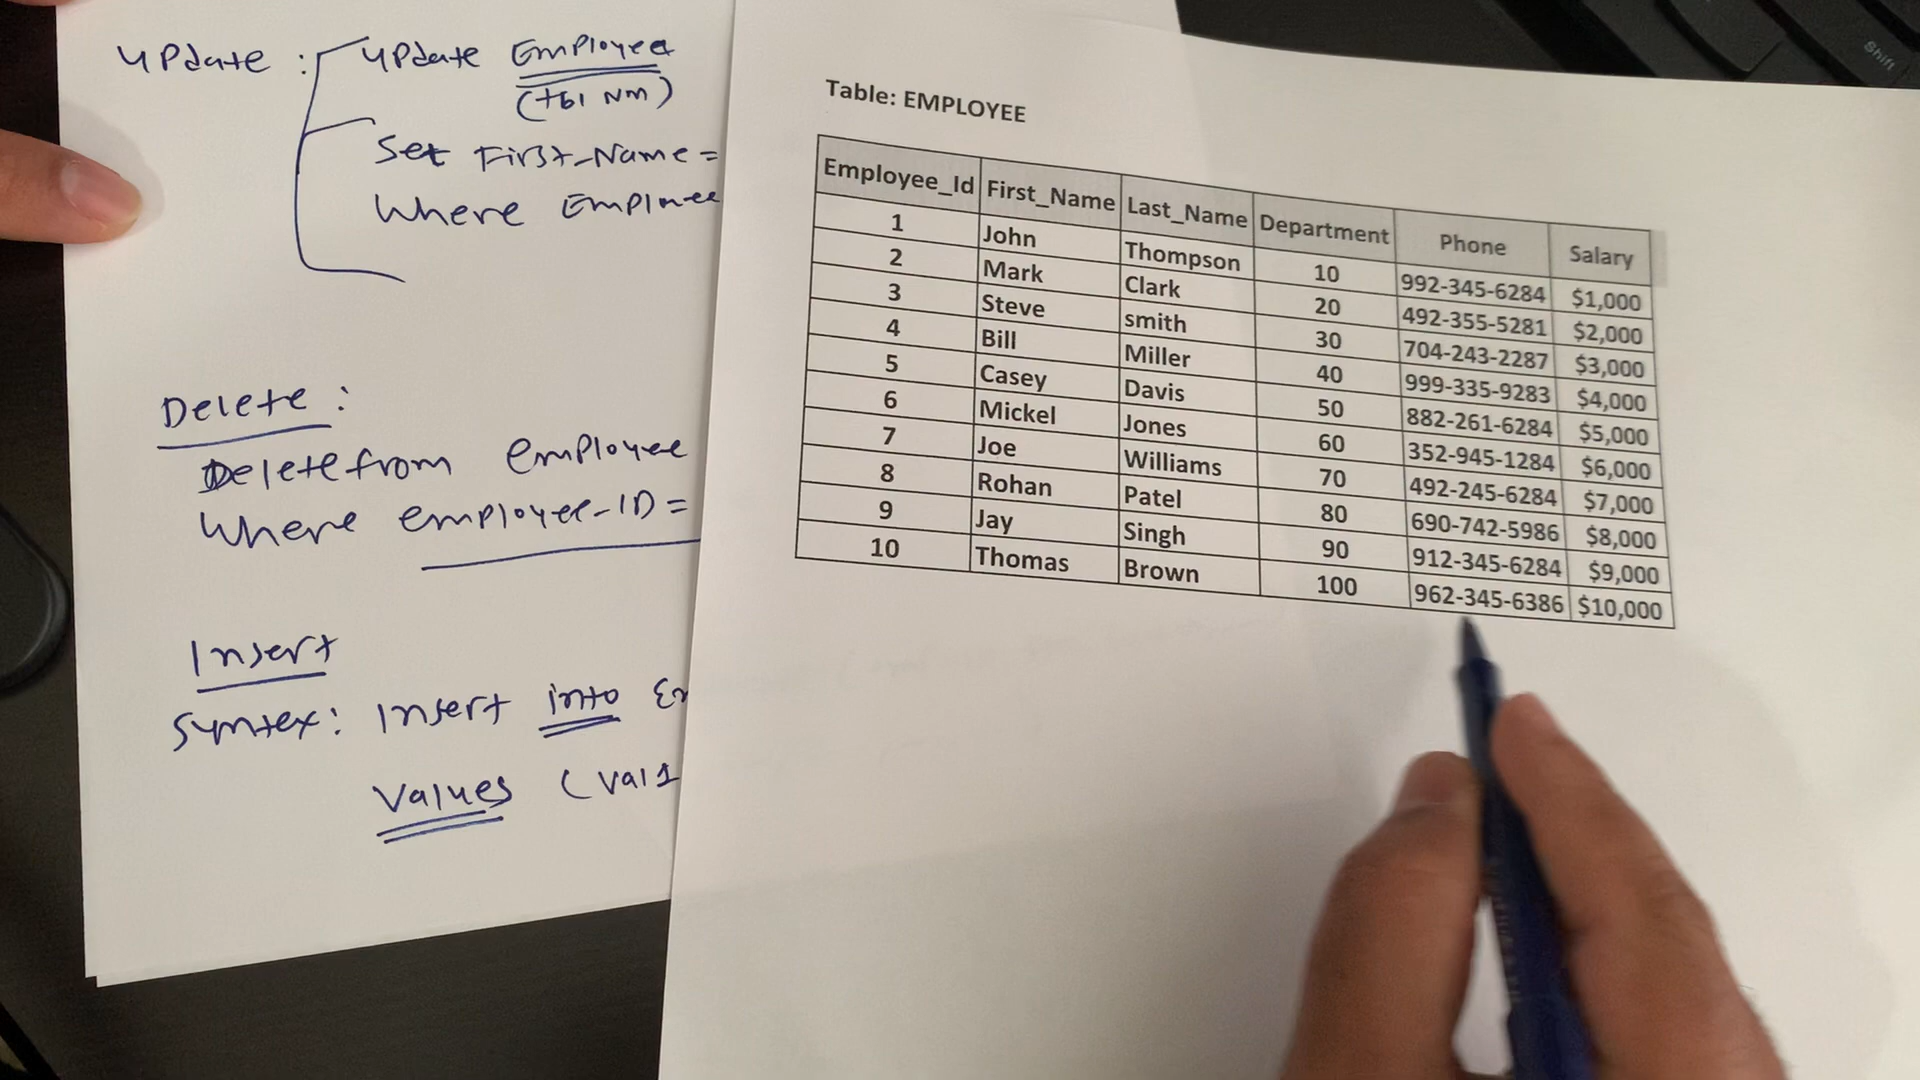 UPdate : UPdate Employee
(tbl Nm)
Set First_Name =
Where Employee
Delete :
Delete from employee
Where employee-ID =
Insert
Syntex: Insert into Em
Values (Val1
Table: EMPLOYEE
Employee_Id First_Name Last_Name Department Phone Salary
1 John Thompson 10 992-345-6284 $1,000
2 Mark Clark 20 492-355-5281 $2,000
3 Steve smith 30 704-243-2287 $3,000
4 Bill Miller 40 999-335-9283 $4,000
5 Casey Davis 50 882-261-6284 $5,000
6 Mickel Jones 60 352-945-1284 $6,000
7 Joe Williams 70 492-245-6284 $7,000
8 Rohan Patel 80 690-742-5986 $8,000
9 Jay Singh 90 912-345-6284 $9,000
10 Thomas Brown 100 962-345-6386 $10,000
Shift